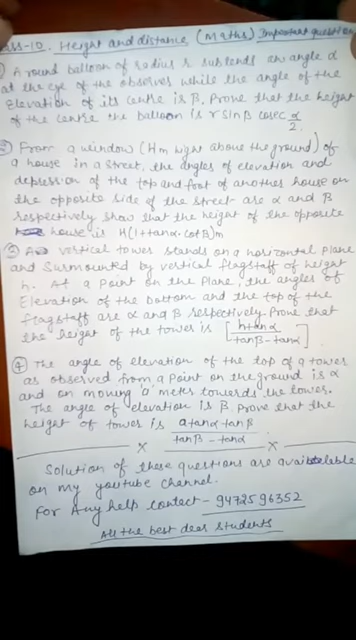 ass-10. Height and distance (Maths) Important question
A round balloon of radius r subtends an angle α
at the eye of the observer while the angle of the
Elevation of its centre is β. Prove that the height
of the centre the balloon is r sinβ cosec α/2.
② From a window (Hm hight above the ground) of
a house in a street, the angles of elevation and
depression of the top and foot of another house on
the opposite side of the street are α and β
respectively show that the height of the opposite
house is H(1+tanα.cotβ)m
③ A vertical tower stands on a horizontal plane
and surmounted by vertical flagstaff of height
h. At a Point on the Plane, the angles of
Elevation of the bottom and the top of the
flagstaff are α and β respectively. Prove that
the height of the tower is [htanα/tanβ-tanα]
④ The angle of elevation of the top of a tower
as observed from a Point on the ground is α
and on moving 'a' meter towards the tower.
The angle of elevation is β. prove that the
height of tower is atanα tanβ/tanβ - tanα
x x
Solution of these questions are available
on my youtube channel.
For Any help contect - 9472596352
All the best dear students